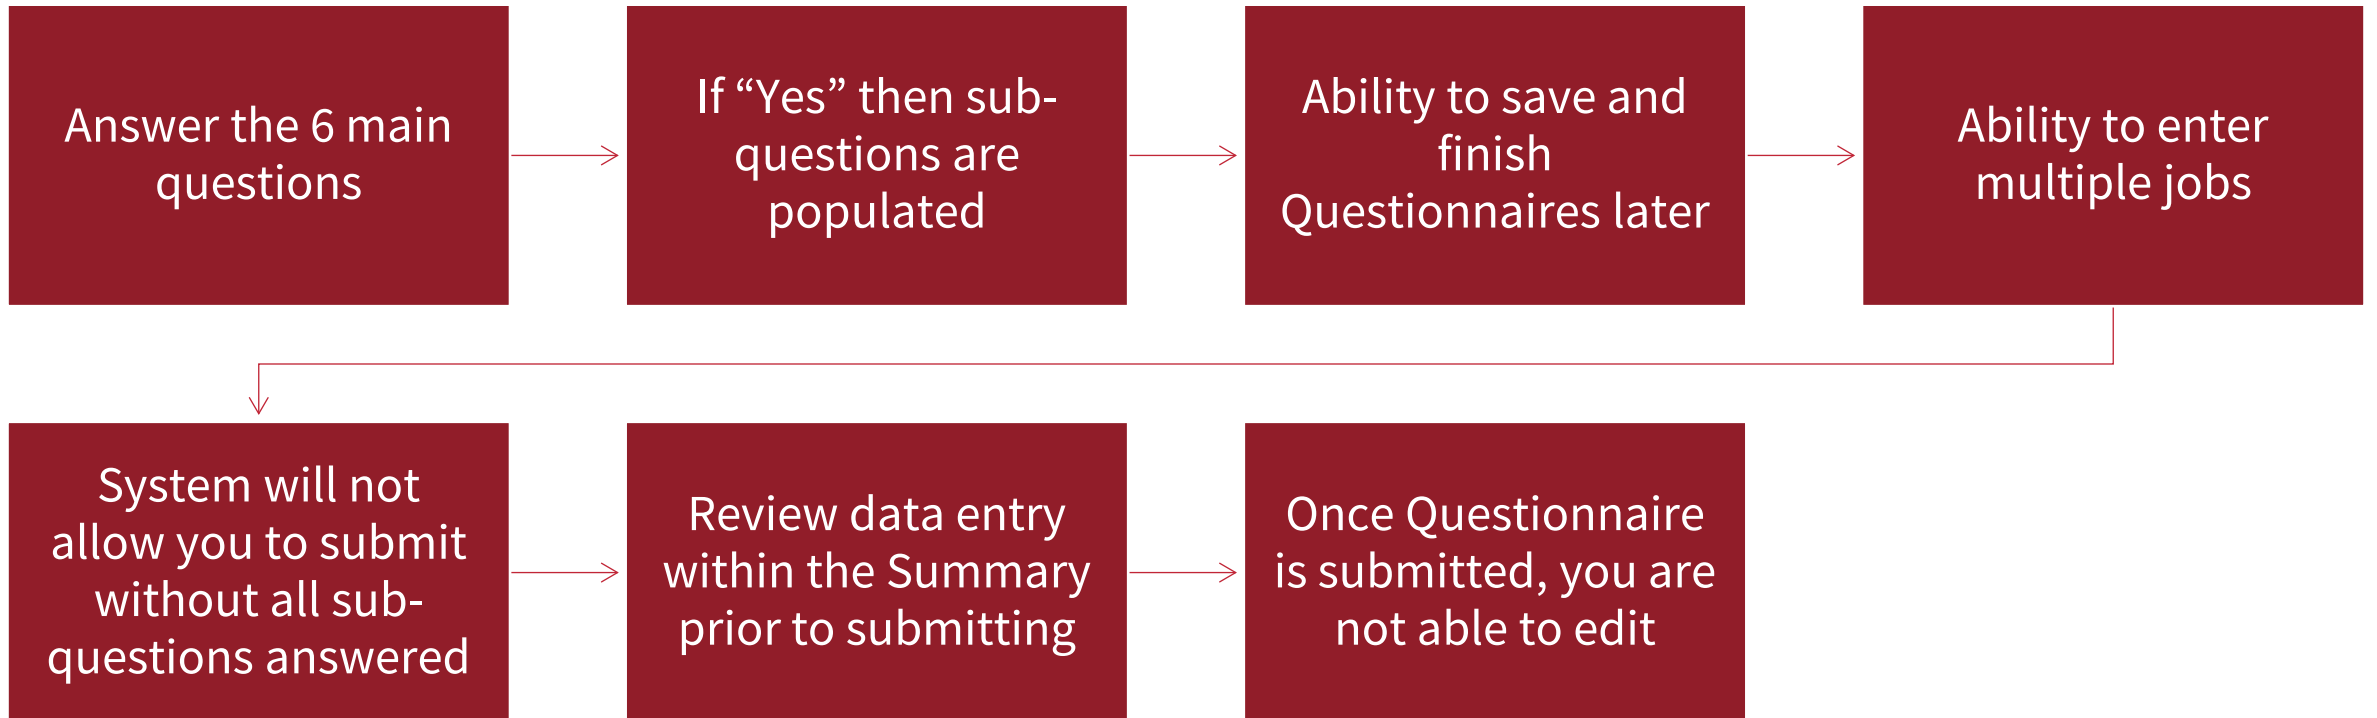 Answer the 6 main
questions
If “Yes” then sub-
questions are
populated
Ability to save and
finish
Questionnaires later
Ability to enter
multiple jobs
System will not
allow you to submit
without all sub-
questions answered
Review data entry
within the Summary
prior to submitting
Once Questionnaire
is submitted, you are
not able to edit